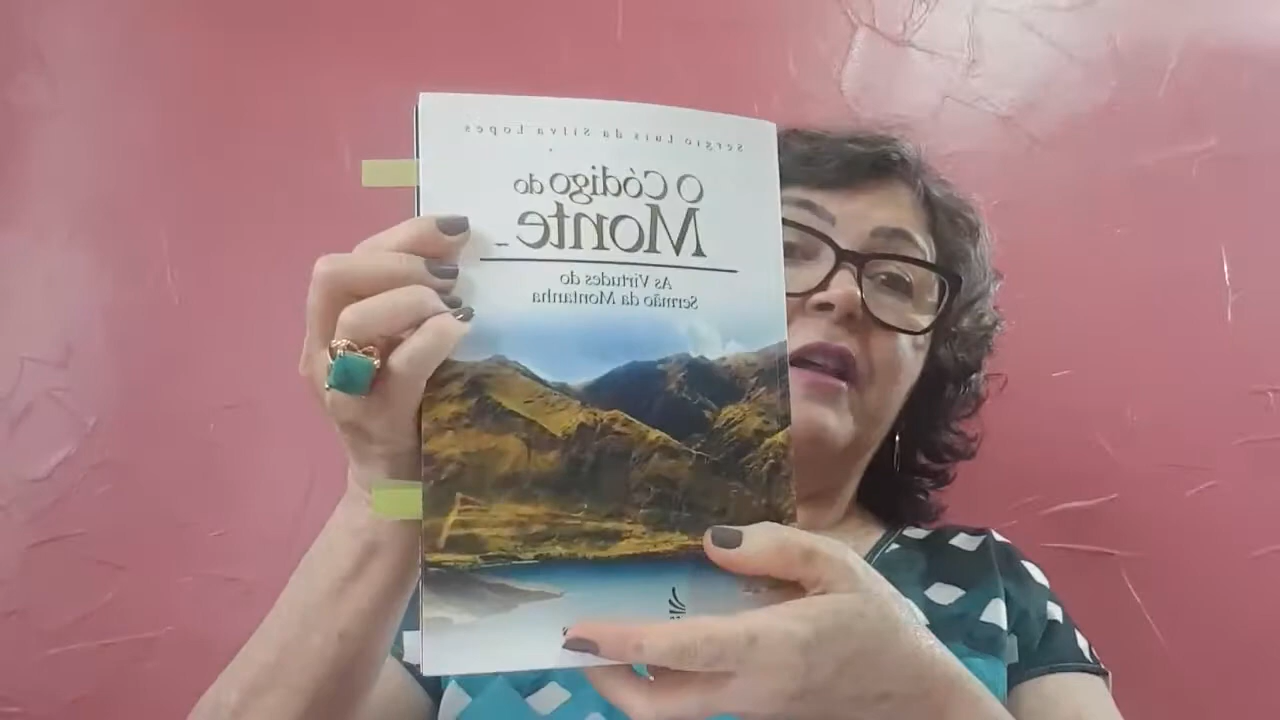 Sergio Luis da Silva Lopes
O Código do
Monte
As Virtudes do
Sermão da Montanha